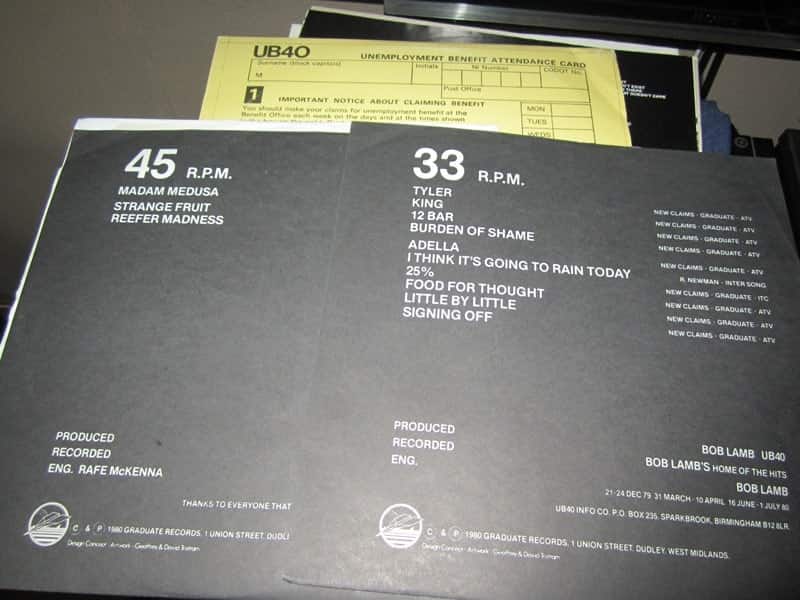 UB40
UNEMPLOYMENT BENEFIT ATTENDANCE CARD
Surname (block capitals)
Initials
NI Number
CODOT No.
M
Post Office
1
IMPORTANT NOTICE ABOUT CLAIMING BENEFIT
You should make your claims for unemployment benefit at the
Benefit Office each week on the days and at the times shown
MON
TUES
WEDS
45 R.P.M.
MADAM MEDUSA
STRANGE FRUIT
REEFER MADNESS
PRODUCED
RECORDED
ENG. RAFE McKENNA
THANKS TO EVERYONE THAT
C & P 1980 GRADUATE RECORDS, 1 UNION STREET, DUDL
Design Concept · Artwork · Geoffrey & David Tristram
33 R.P.M.
TYLER
KING
12 BAR
BURDEN OF SHAME
ADELLA
I THINK IT'S GOING TO RAIN TODAY
25%
FOOD FOR THOUGHT
LITTLE BY LITTLE
SIGNING OFF
NEW CLAIMS · GRADUATE · ATV
NEW CLAIMS · GRADUATE · ATV
NEW CLAIMS · GRADUATE · ATV
NEW CLAIMS · GRADUATE · ATV
NEW CLAIMS · GRADUATE · ATV
R. NEWMAN · INTER SONG
NEW CLAIMS · GRADUATE · ITC
NEW CLAIMS · GRADUATE · ATV
NEW CLAIMS · GRADUATE · ATV
NEW CLAIMS · GRADUATE · ATV
PRODUCED
RECORDED
ENG.
BOB LAMB UB40
BOB LAMB'S HOME OF THE HITS
BOB LAMB
21-24 DEC 79 31 MARCH · 10 APRIL 16 JUNE · 1 JULY 80
UB40 INFO CO. P.O. BOX 235, SPARKBROOK, BIRMINGHAM B12 8LR.
C & P 1980 GRADUATE RECORDS, 1 UNION STREET, DUDLEY, WEST MIDLANDS.
Design Concept · Artwork · Geoffrey & David Tristram